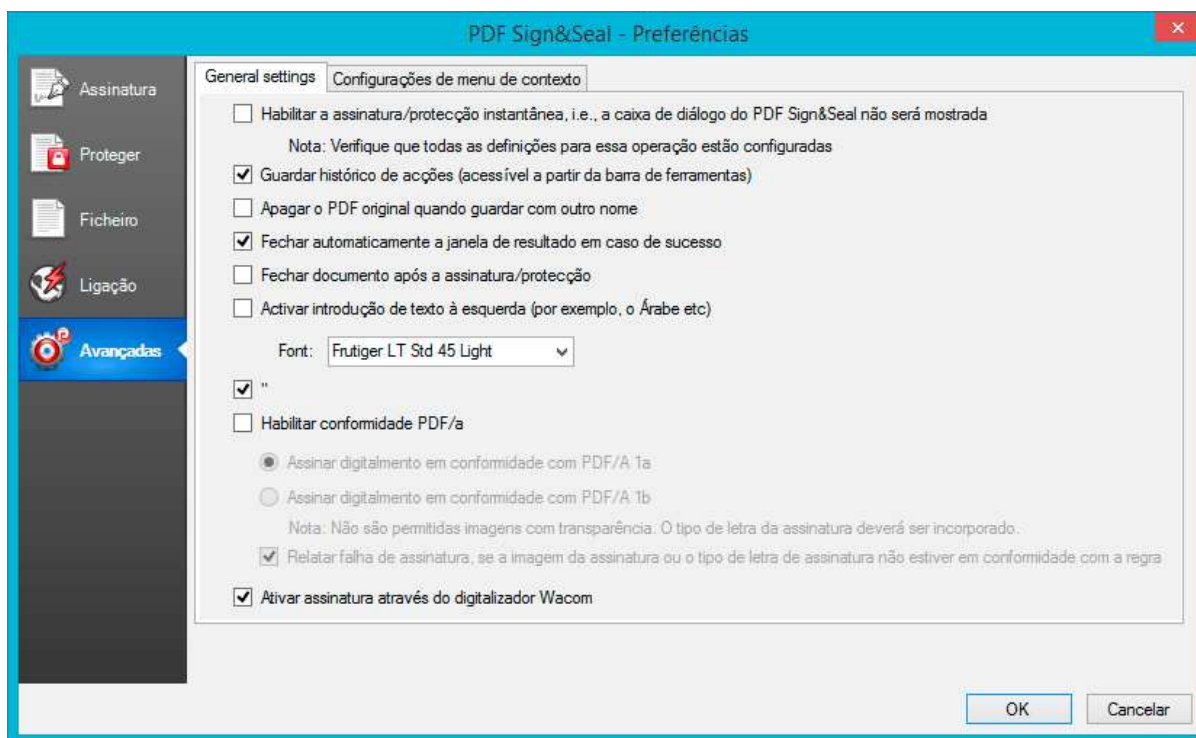 PDF Sign&Seal - Preferências
Assinatura
Proteger
Ficheiro
Ligação
Avançadas
General settings
Configurações de menu de contexto
Habilitar a assinatura/protecção instantânea, i.e., a caixa de diálogo do PDF Sign&Seal não será mostrada
Nota: Verifique que todas as definições para essa operação estão configuradas
Guardar histórico de acções (acessível a partir da barra de ferramentas)
Apagar o PDF original quando guardar com outro nome
Fechar automaticamente a janela de resultado em caso de sucesso
Fechar documento após a assinatura/protecção
Activar introdução de texto à esquerda (por exemplo, o Árabe etc)
Font: Frutiger LT Std 45 Light
"
Habilitar conformidade PDF/a
Assinar digitalmento em conformidade com PDF/A 1a
Assinar digitalmento em conformidade com PDF/A 1b
Nota: Não são permitidas imagens com transparência. O tipo de letra da assinatura deverá ser incorporado.
Relatar falha de assinatura, se a imagem da assinatura ou o tipo de letra de assinatura não estiver em conformidade com a regra
Ativar assinatura através do digitalizador Wacom
OK
Cancelar